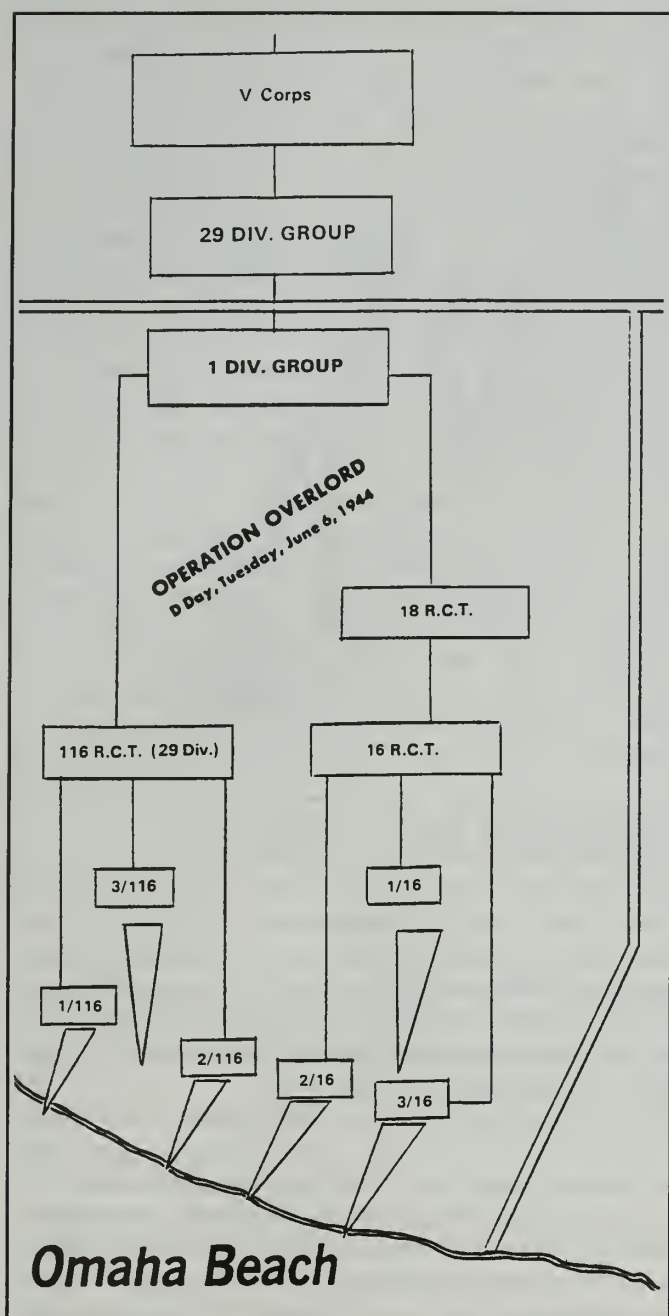 V Corps
29 DIV. GROUP
1 DIV. GROUP
OPERATION OVERLORD
D Day, Tuesday, June 6, 1944
18 R.C.T.
116 R.C.T. (29 Div.)
16 R.C.T.
3/116
1/16
1/116
2/116
2/16
3/16
Omaha Beach